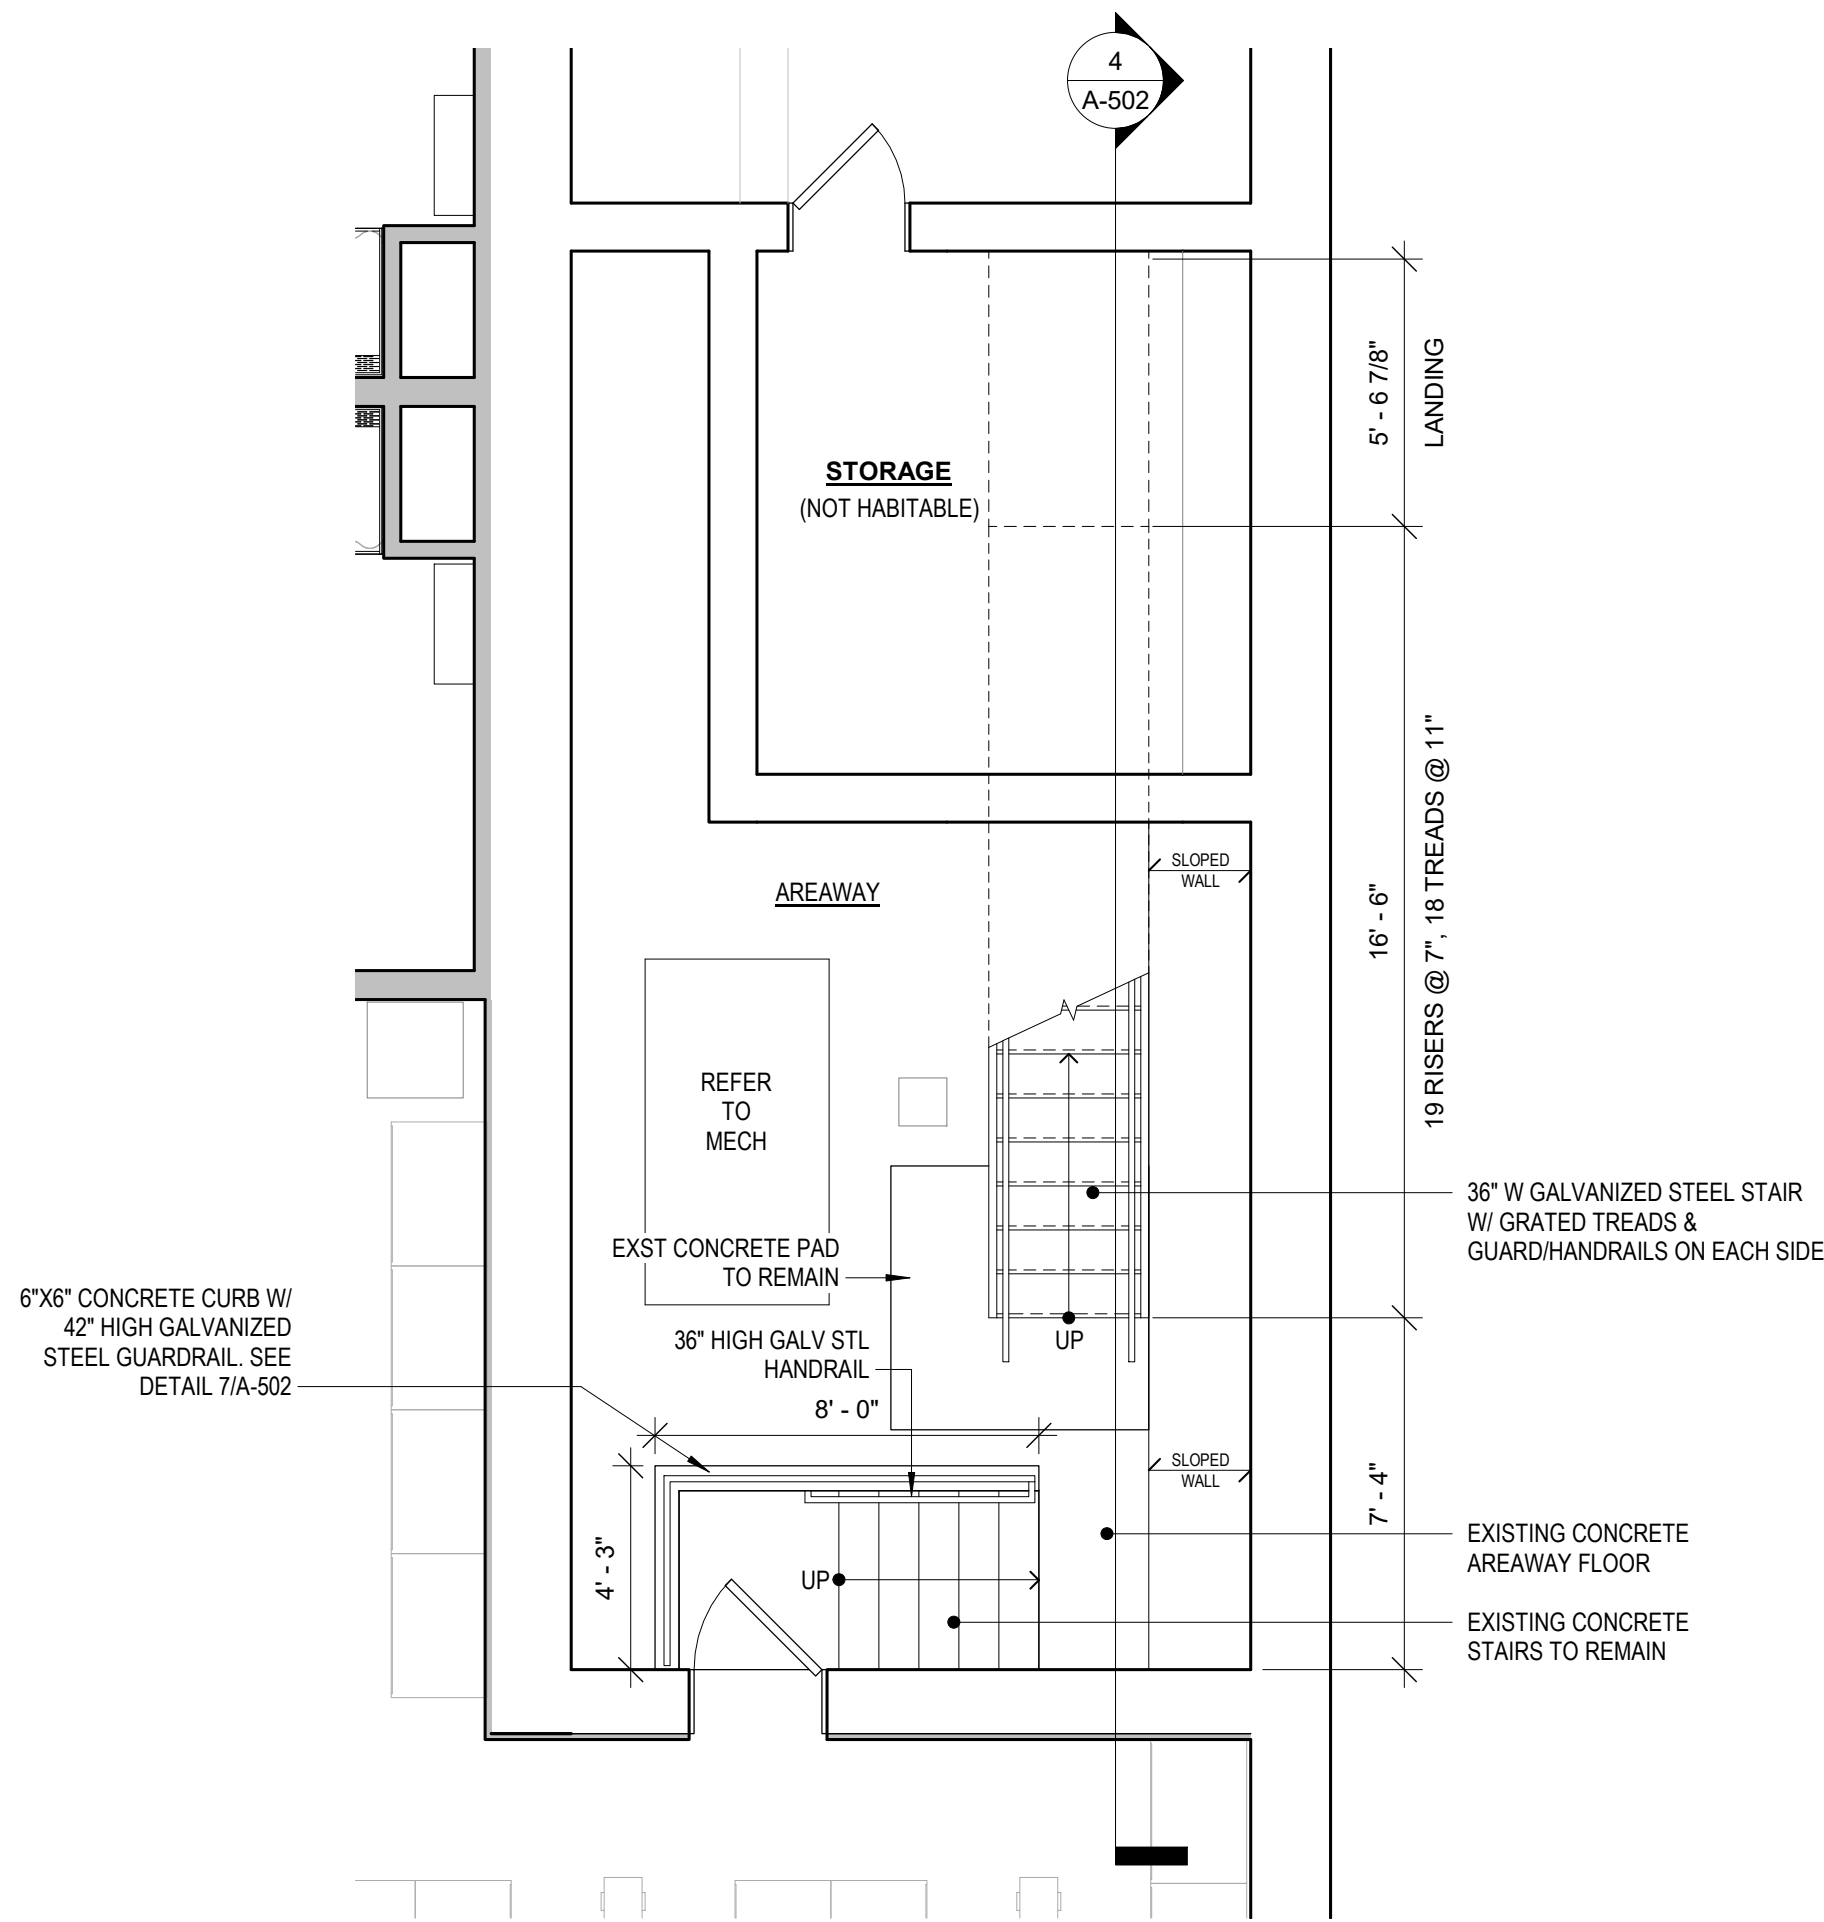 4
A-502
5' - 6 7/8"
LANDING
STORAGE
(NOT HABITABLE)
16' - 6"
19 RISERS @ 7", 18 TREADS @ 11"
SLOPED
WALL
AREAWAY
REFER
TO
MECH
36" W GALVANIZED STEEL STAIR
W/ GRATED TREADS &
GUARD/HANDRAILS ON EACH SIDE
EXST CONCRETE PAD
TO REMAIN
6"X6" CONCRETE CURB W/
42" HIGH GALVANIZED
STEEL GUARDRAIL. SEE
DETAIL 7/A-502
36" HIGH GALV STL
HANDRAIL
UP
8' - 0"
SLOPED
WALL
7' - 4"
4' - 3"
UP
EXISTING CONCRETE
AREAWAY FLOOR
EXISTING CONCRETE
STAIRS TO REMAIN